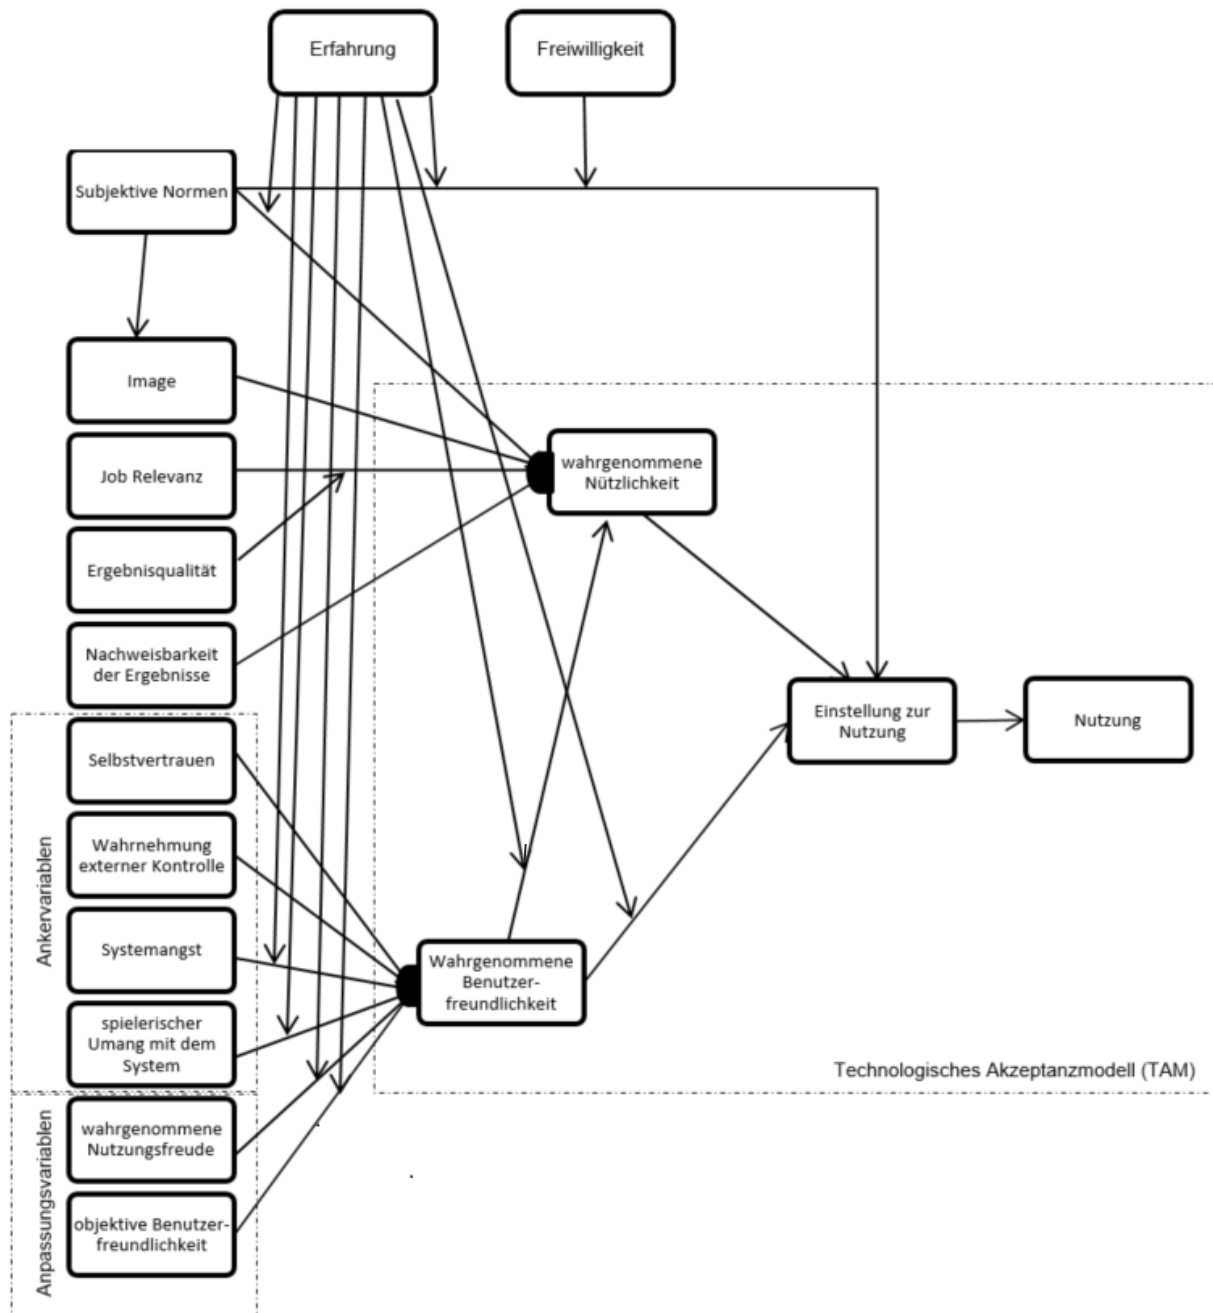 Erfahrung
Freiwilligkeit
Subjektive Normen
Image
Job Relevanz
wahrgenommene
Nützlichkeit
Ergebnisqualität
Nachweisbarkeit
der Ergebnisse
Einstellung zur
Nutzung
Nutzung
Ankervariablen
Selbstvertrauen
Wahrnehmung
externer Kontrolle
Systemangst
Wahrgenommene
Benutzer-
freundlichkeit
spielerischer
Umang mit dem
System
Technologisches Akzeptanzmodell (TAM)
Anpassungsvariablen
wahrgenommene
Nutzungsfreude
objektive Benutzer-
freundlichkeit